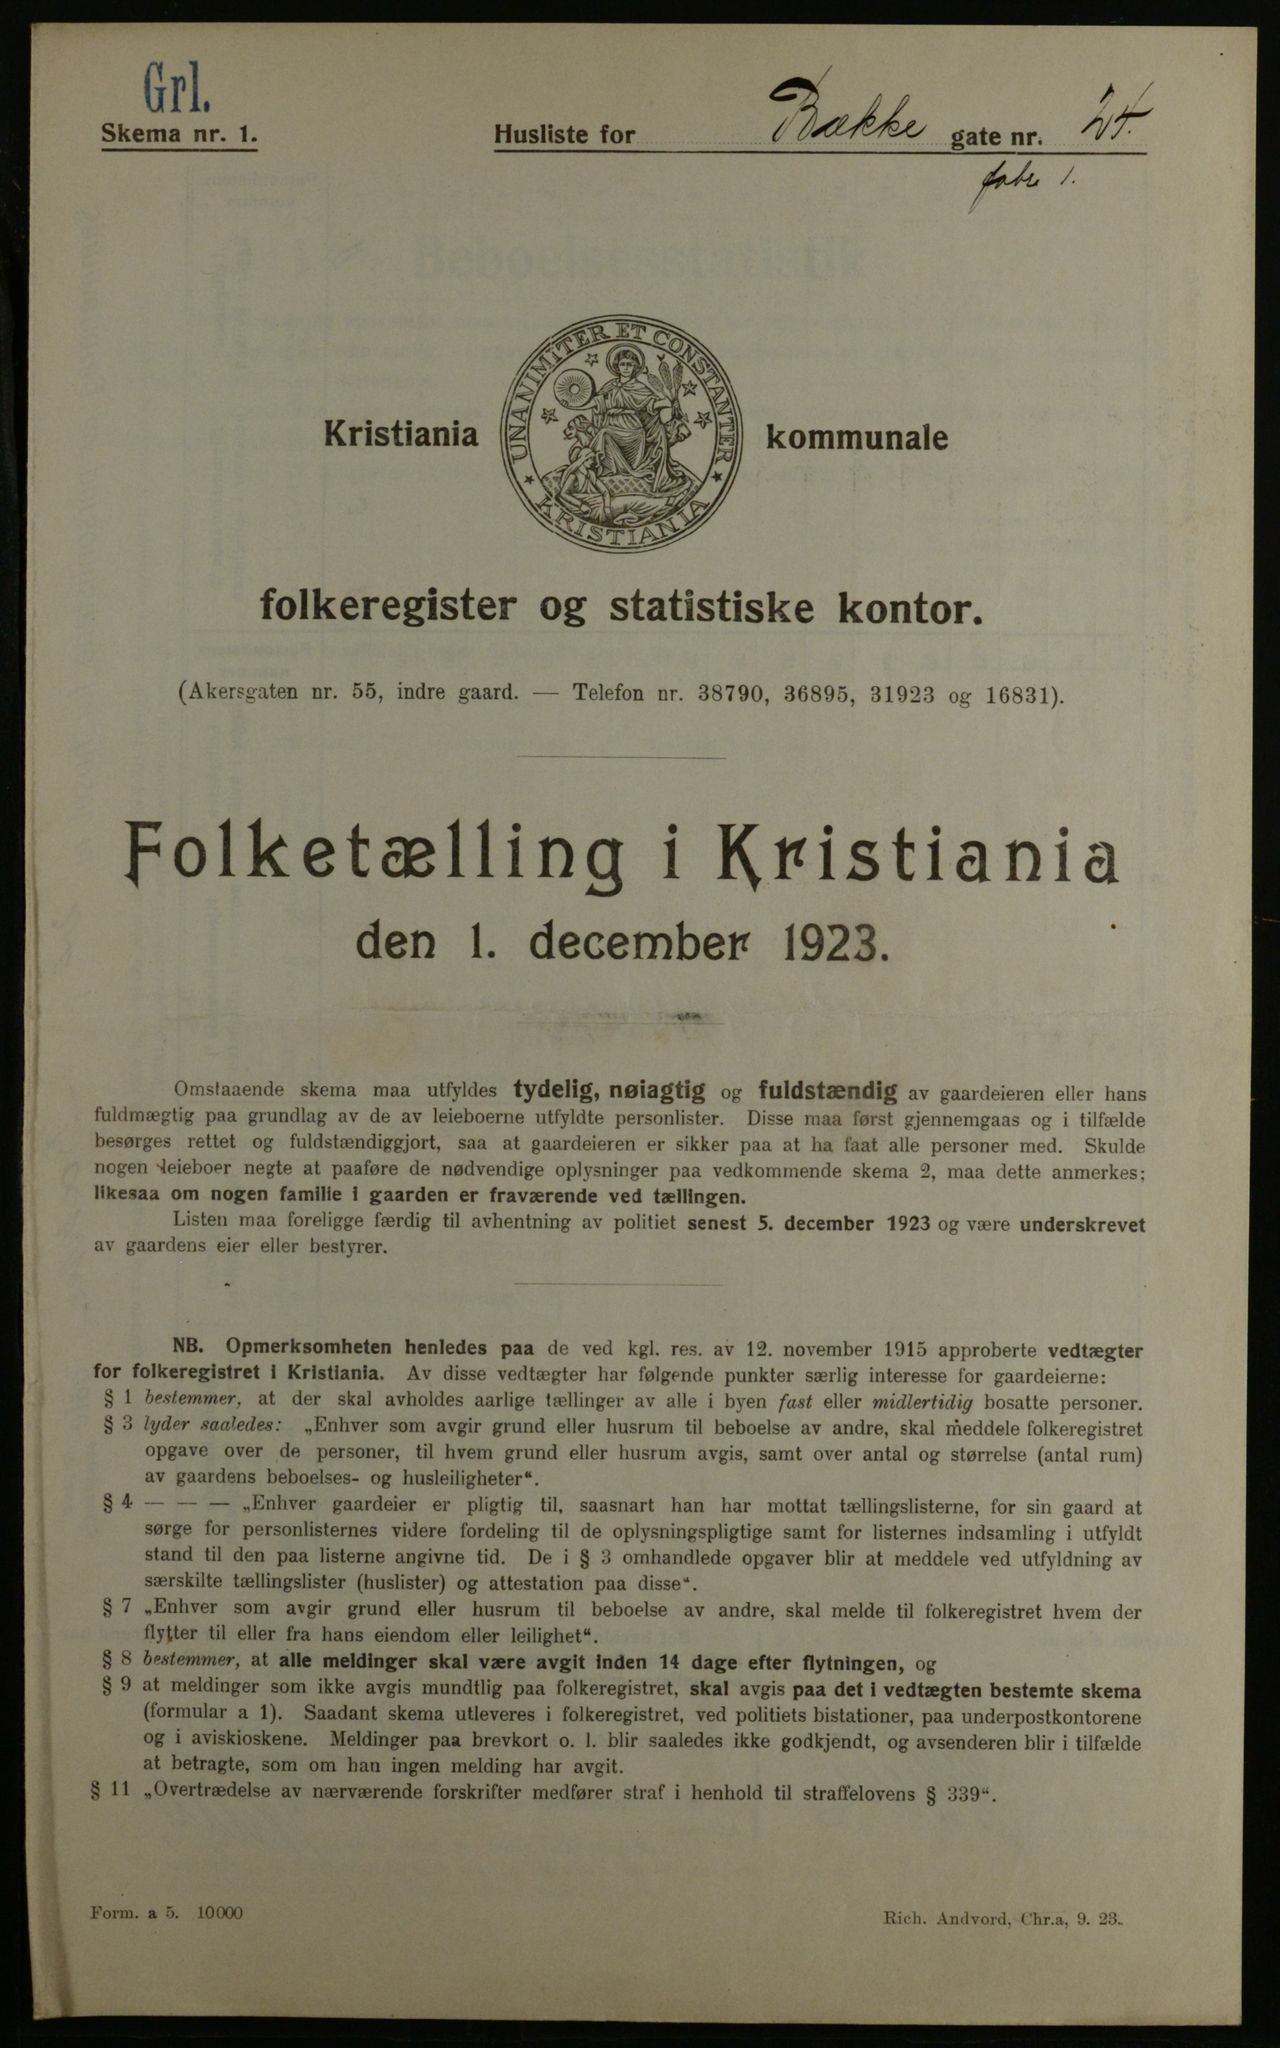 Grl.
Skema nr. 1.
Husliste for Bække gate nr. 24.
fabr 1.
UNANIMITER ET CONSTANTER
KRISTIANIA
Kristiania kommunale
folkeregister og statistiske kontor.
(Akersgaten nr. 55, indre gaard. — Telefon nr. 38790, 36895, 31923 og 16831).
Folketælling i Kristiania
den 1. december 1923.
Omstaaende skema maa utfyldes tydelig, nøiagtig og fuldstændig av gaardeieren eller hans
fuldmægtig paa grundlag av de av leieboerne utfyldte personlister. Disse maa først gjennemgaas og i tilfælde
besørges rettet og fuldstændiggjort, saa at gaardeieren er sikker paa at ha faat alle personer med. Skulde
nogen leieboer negte at paaføre de nødvendige oplysninger paa vedkommende skema 2, maa dette anmerkes;
likesaa om nogen familie i gaarden er fraværende ved tællingen.
Listen maa foreligge færdig til avhentning av politiet senest 5. december 1923 og være underskrevet
av gaardens eier eller bestyrer.
NB. Opmerksomheten henledes paa de ved kgl. res. av 12. november 1915 approberte vedtægter
for folkeregistret i Kristiania. Av disse vedtægter har følgende punkter særlig interesse for gaardeierne:
§ 1 bestemmer, at der skal avholdes aarlige tællinger av alle i byen fast eller midlertidig bosatte personer.
§ 3 lyder saaledes: „Enhver som avgir grund eller husrum til beboelse av andre, skal meddele folkeregistret
opgave over de personer, til hvem grund eller husrum avgis, samt over antal og størrelse (antal rum)
av gaardens beboelses- og husleiligheter“.
§ 4 — — — „Enhver gaardeier er pligtig til, saasnart han har mottat tællingslisterne, for sin gaard at
sørge for personlisternes videre fordeling til de oplysningspligtige samt for listernes indsamling i utfyldt
stand til den paa listerne angivne tid. De i § 3 omhandlede opgaver blir at meddele ved utfyldning av
særskilte tællingslister (huslister) og attestation paa disse“.
§ 7 „Enhver som avgir grund eller husrum til beboelse av andre, skal melde til folkeregistret hvem der
flytter til eller fra hans eiendom eller leilighet“.
§ 8 bestemmer, at alle meldinger skal være avgit inden 14 dage efter flytningen, og
§ 9 at meldinger som ikke avgis mundtlig paa folkeregistret, skal avgis paa det i vedtægten bestemte skema
(formular a 1). Saadant skema utleveres i folkeregistret, ved politiets bistationer, paa underpostkontorene
og i aviskioskene. Meldinger paa brevkort o. l. blir saaledes ikke godkjendt, og avsenderen blir i tilfælde
at betragte, som om han ingen melding har avgit.
§ 11 „Overtrædelse av nærværende forskrifter medfører straf i henhold til straffelovens § 339“.
Form. a 5. 10000
Rich. Andvord, Chr.a, 9. 23.